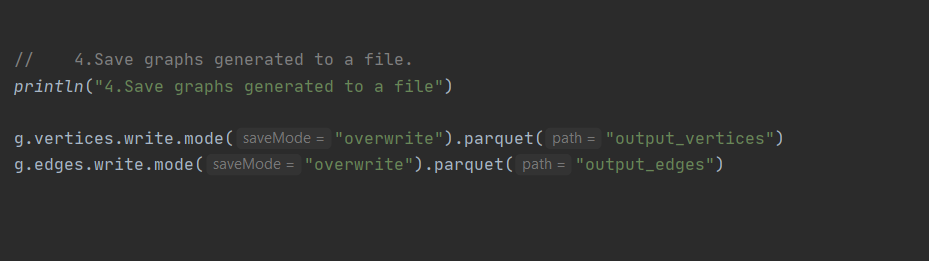 //    4.Save graphs generated to a file.
println("4.Save graphs generated to a file")
g.vertices.write.mode( saveMode = "overwrite").parquet( path = "output_vertices")
g.edges.write.mode( saveMode = "overwrite").parquet( path = "output_edges")